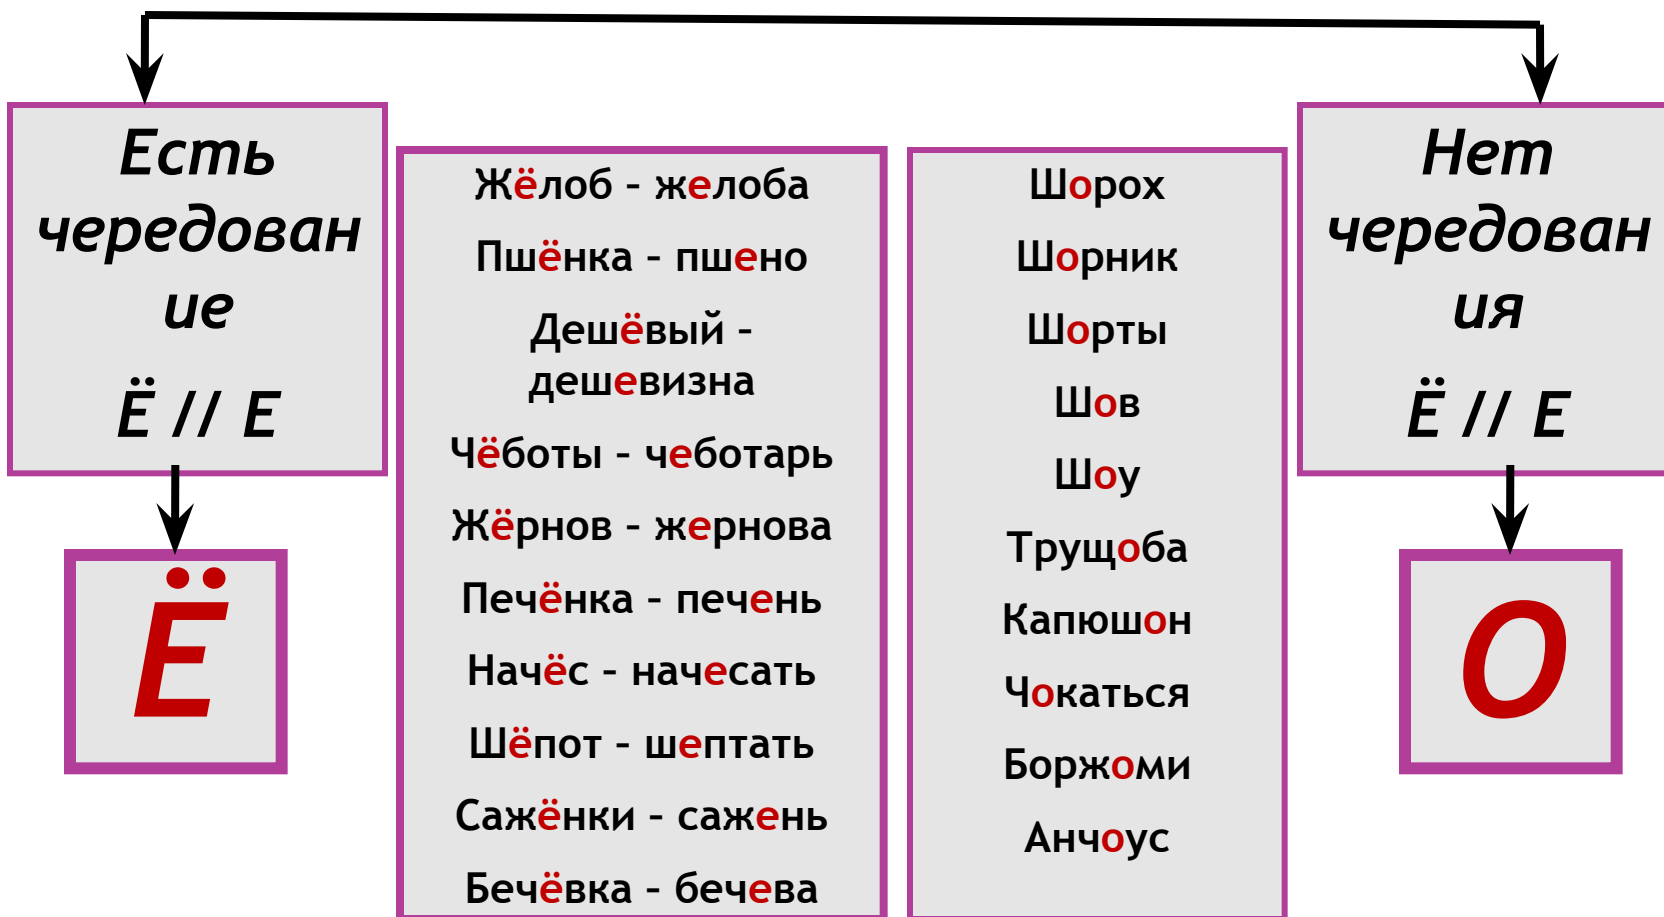 Есть
чередован
ие
Ё // Е
Ё
Жёлоб – желоба
Пшёнка – пшено
Дешёвый –
дешевизна
Чёботы – чеботарь
Жёрнов – жернова
Печёнка – печень
Начёс – начесать
Шёпот – шептать
Сажёнки – сажень
Бечёвка – бечева
Шорох
Шорник
Шорты
Шов
Шоу
Трущоба
Капюшон
Чокаться
Боржоми
Анчоус
Нет
чередован
ия
Ё // Е
О